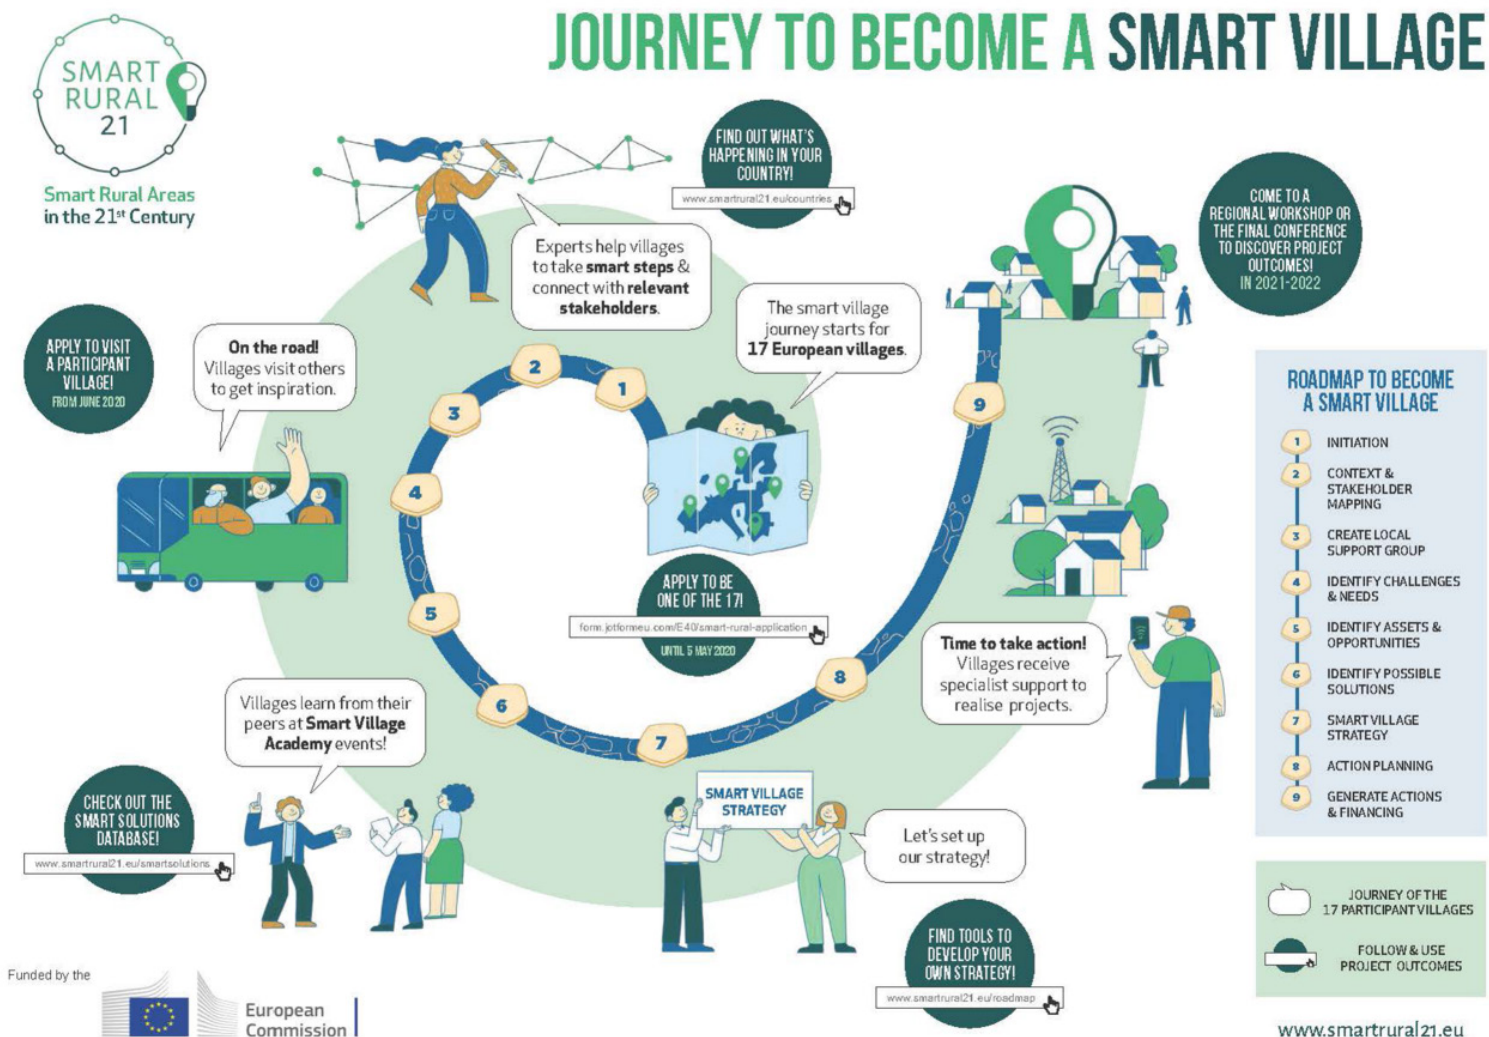 JOURNEY TO BECOME A SMART VILLAGE
SMART
RURAL
21
Smart Rural Areas
in the 21st Century
FIND OUT WHAT'S
HAPPENING IN YOUR
COUNTRY!
www.smartrural21.eu/countries
COME TO A
REGIONAL WORKSHOP OR
THE FINAL CONFERENCE
TO DISCOVER PROJECT
OUTCOMES!
IN 2021-2022
Experts help villages
to take smart steps &
connect with relevant
stakeholders.
The smart village
journey starts for
17 European villages.
APPLY TO VISIT
A PARTICIPANT
VILLAGE!
FROM JUNE 2020
On the road!
Villages visit others
to get inspiration.
1
2
3
4
5
6
7
8
9
APPLY TO BE
ONE OF THE 17!
form.jotformeu.com/E40/smart-rural-application
UNTIL 5 MAY 2020
Time to take action!
Villages receive
specialist support to
realise projects.
Villages learn from their
peers at Smart Village
Academy events!
CHECK OUT THE
SMART SOLUTIONS
DATABASE!
www.smartrural21.eu/smartsolutions
SMART VILLAGE
STRATEGY
Let's set up
our strategy!
FIND TOOLS TO
DEVELOP YOUR
OWN STRATEGY!
www.smartrural21.eu/roadmap
ROADMAP TO BECOME
A SMART VILLAGE
1 INITIATION
2 CONTEXT &
STAKEHOLDER
MAPPING
3 CREATE LOCAL
SUPPORT GROUP
4 IDENTIFY CHALLENGES
& NEEDS
5 IDENTIFY ASSETS &
OPPORTUNITIES
6 IDENTIFY POSSIBLE
SOLUTIONS
7 SMART VILLAGE
STRATEGY
8 ACTION PLANNING
9 GENERATE ACTIONS
& FINANCING
JOURNEY OF THE
17 PARTICIPANT VILLAGES
FOLLOW & USE
PROJECT OUTCOMES
www.smartrural21.eu
Funded by the
European
Commission